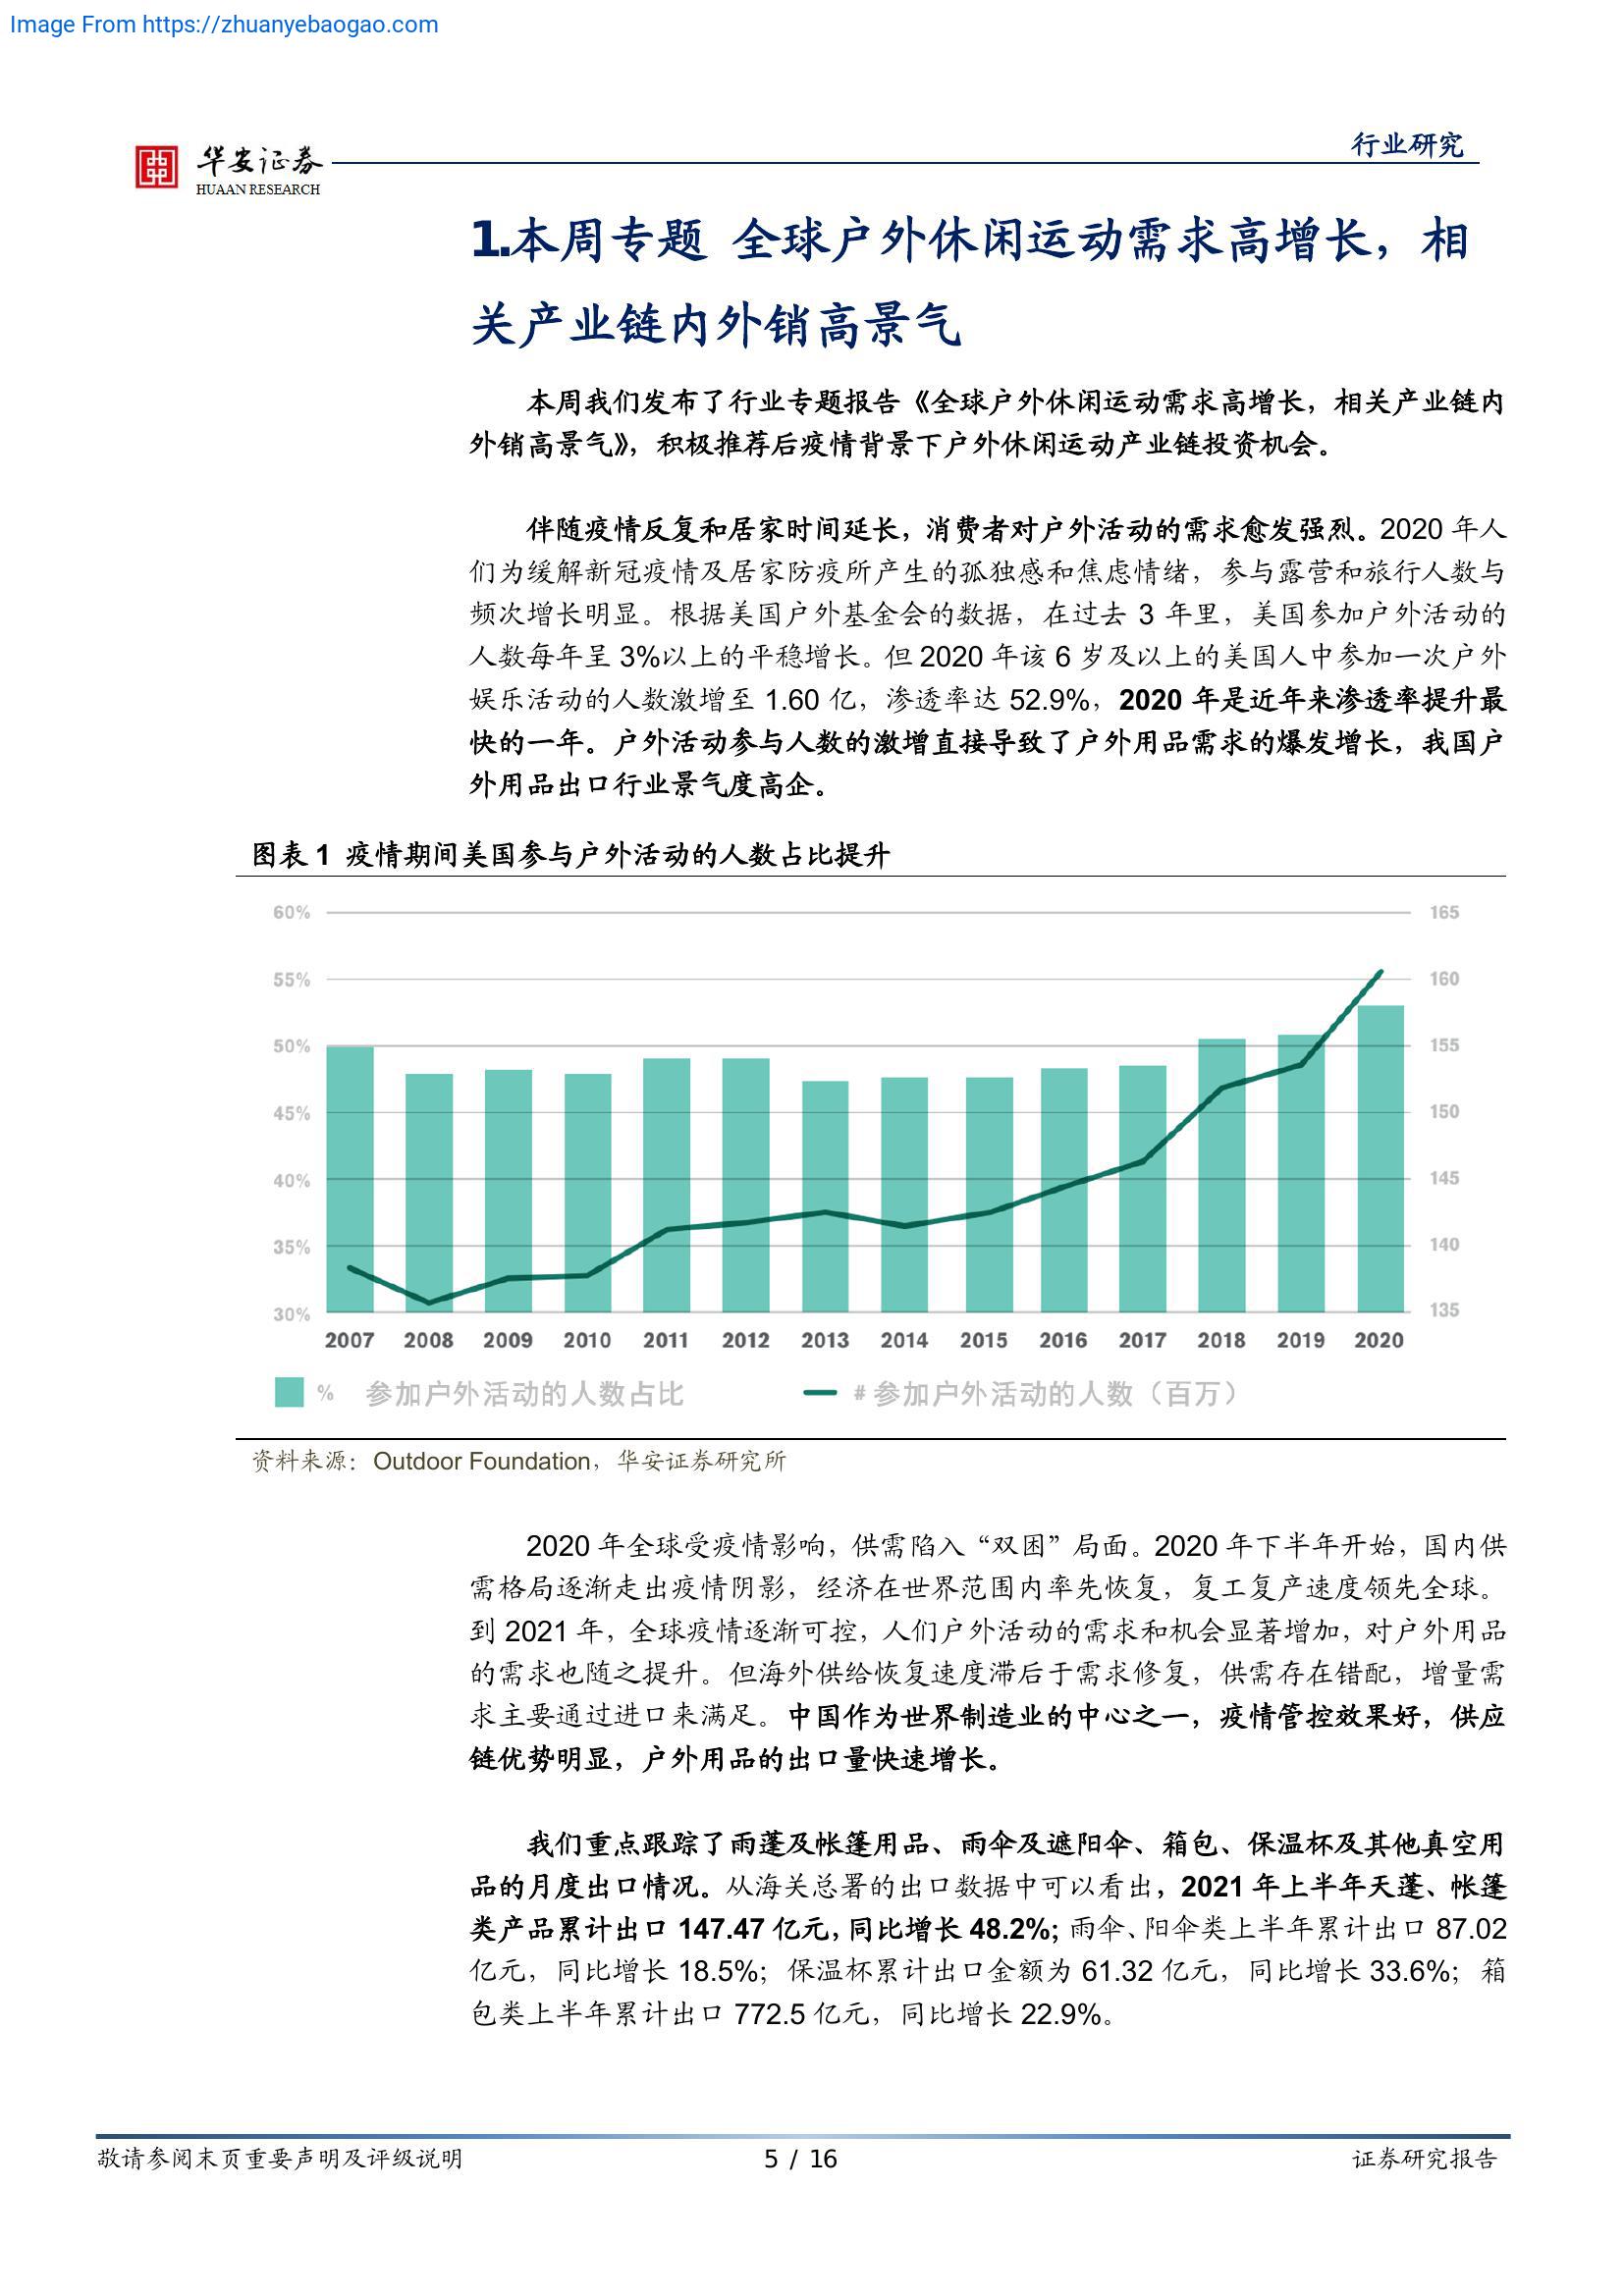 Image From https://zhuanyebaogao.com
行业研究
华安证券
HUAAN RESEARCH
1.本周专题 全球户外休闲运动需求高增长，相
关产业链内外销高景气
本周我们发布了行业专题报告《全球户外休闲运动需求高增长，相关产业链内
外销高景气》，积极推荐后疫情背景下户外休闲运动产业链投资机会。
伴随疫情反复和居家时间延长，消费者对户外活动的需求愈发强烈。2020 年人
们为缓解新冠疫情及居家防疫所产生的孤独感和焦虑情绪，参与露营和旅行人数与
频次增长明显。根据美国户外基金会的数据，在过去 3 年里，美国参加户外活动的
人数每年呈 3%以上的平稳增长。但 2020 年该 6 岁及以上的美国人中参加一次户外
娱乐活动的人数激增至 1.60 亿，渗透率达 52.9%，2020 年是近年来渗透率提升最
快的一年。户外活动参与人数的激增直接导致了户外用品需求的爆发增长，我国户
外用品出口行业景气度高企。
图表 1 疫情期间美国参与户外活动的人数占比提升
60% 165
55% 160
50% 155
45% 150
40% 145
35% 140
30% 135
2007 2008 2009 2010 2011 2012 2013 2014 2015 2016 2017 2018 2019 2020
% 参加户外活动的人数占比 # 参加户外活动的人数（百万）
资料来源：Outdoor Foundation，华安证券研究所
2020 年全球受疫情影响，供需陷入“双困”局面。2020 年下半年开始，国内供
需格局逐渐走出疫情阴影，经济在世界范围内率先恢复，复工复产速度领先全球。
到 2021 年，全球疫情逐渐可控，人们户外活动的需求和机会显著增加，对户外用品
的需求也随之提升。但海外供给恢复速度滞后于需求修复，供需存在错配，增量需
求主要通过进口来满足。中国作为世界制造业的中心之一，疫情管控效果好，供应
链优势明显，户外用品的出口量快速增长。
我们重点跟踪了雨蓬及帐篷用品、雨伞及遮阳伞、箱包、保温杯及其他真空用
品的月度出口情况。从海关总署的出口数据中可以看出，2021 年上半年天蓬、帐篷
类产品累计出口 147.47 亿元，同比增长 48.2%；雨伞、阳伞类上半年累计出口 87.02
亿元，同比增长 18.5%；保温杯累计出口金额为 61.32 亿元，同比增长 33.6%；箱
包类上半年累计出口 772.5 亿元，同比增长 22.9%。
敬请参阅末页重要声明及评级说明 5 / 16 证券研究报告